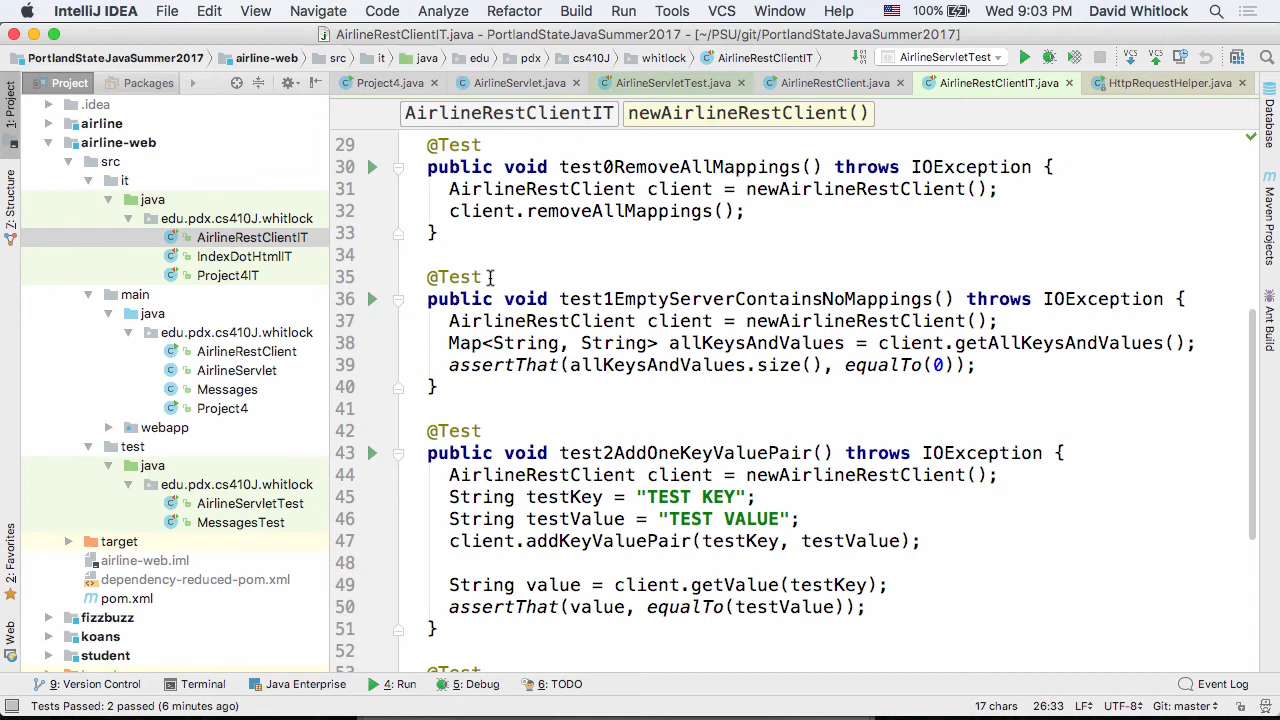 IntelliJ IDEA File Edit View Navigate Code Analyze Refactor Build Run Tools VCS Window Help 100% Wed 9:03 PM David Whitlock
AirlineRestClientIT.java - PortlandStateJavaSummer2017 - [~/PSU/git/PortlandStateJavaSummer2017]
PortlandStateJavaSummer2017 airline-web src it java edu pdx cs410J whitlock AirlineRestClientIT AirlineServletTest VCS VCS
Project Packages Project4.java AirlineServlet.java AirlineServletTest.java AirlineRestClient.java AirlineRestClientIT.java HttpRequestHelper.java
AirlineRestClientIT newAirlineRestClient()
1: Project
Z: Structure
2: Favorites
Web
Database
Maven Projects
Ant Build
.idea
airline
airline-web
src
it
java
edu.pdx.cs410J.whitlock
AirlineRestClientIT
IndexDotHtmlIT
Project4IT
main
java
edu.pdx.cs410J.whitlock
AirlineRestClient
AirlineServlet
Messages
Project4
webapp
test
java
edu.pdx.cs410J.whitlock
AirlineServletTest
MessagesTest
target
airline-web.iml
dependency-reduced-pom.xml
pom.xml
fizzbuzz
koans
student
29 @Test
30 public void test0RemoveAllMappings() throws IOException {
31 AirlineRestClient client = newAirlineRestClient();
32 client.removeAllMappings();
33 }
34
35 @Test
36 public void test1EmptyServerContainsNoMappings() throws IOException {
37 AirlineRestClient client = newAirlineRestClient();
38 Map<String, String> allKeysAndValues = client.getAllKeysAndValues();
39 assertThat(allKeysAndValues.size(), equalTo(0));
40 }
41
42 @Test
43 public void test2AddOneKeyValuePair() throws IOException {
44 AirlineRestClient client = newAirlineRestClient();
45 String testKey = "TEST KEY";
46 String testValue = "TEST VALUE";
47 client.addKeyValuePair(testKey, testValue);
48
49 String value = client.getValue(testKey);
50 assertThat(value, equalTo(testValue));
51 }
52
53 @Test
9: Version Control Terminal Java Enterprise 4: Run 5: Debug 6: TODO Event Log
Tests Passed: 2 passed (6 minutes ago) 17 chars 26:33 LF UTF-8 Git: master